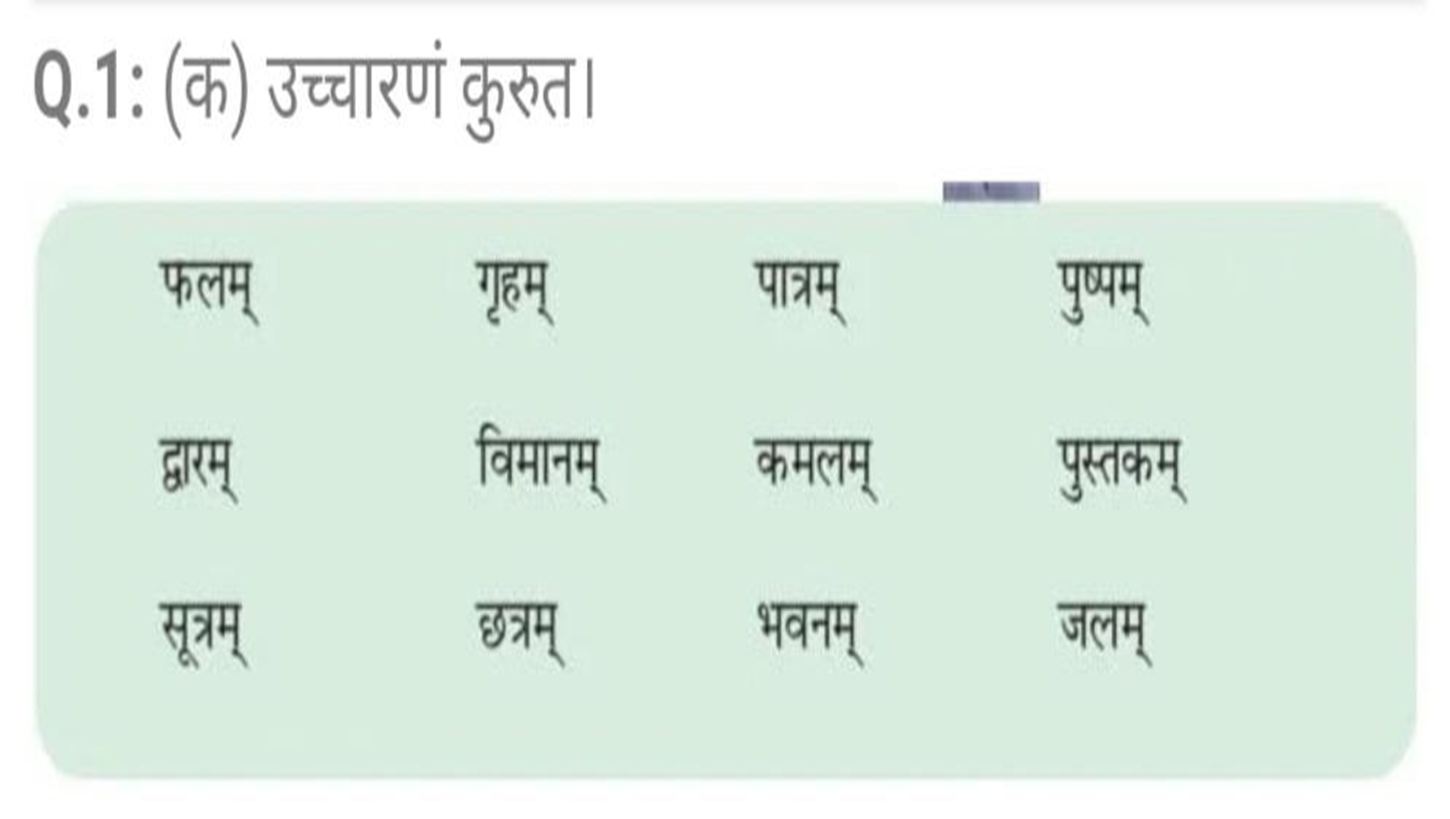 Q.1: (क) उच्चारणं कुरुत।
फलम् गृहम् पात्रम् पुष्पम्
द्वारम् विमानम् कमलम् पुस्तकम्
सूत्रम् छत्रम् भवनम् जलम्